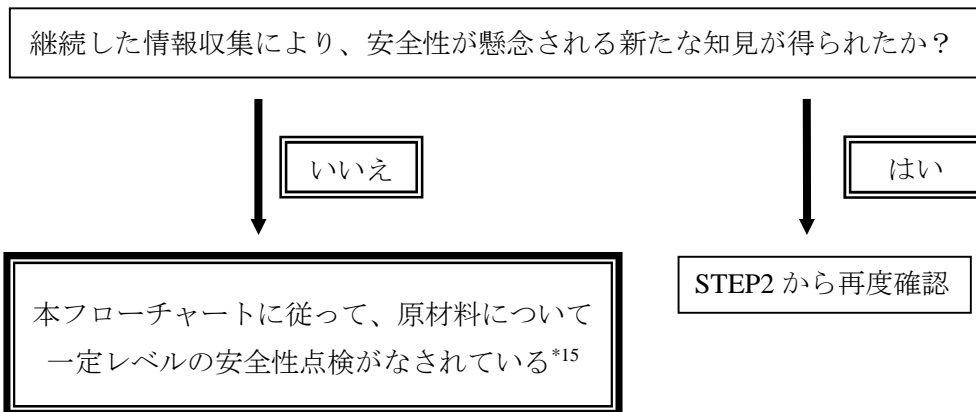 継続した情報収集により、安全性が懸念される新たな知見が得られたか？
いいえ
はい
本フローチャートに従って、原材料について
一定レベルの安全性点検がなされている*15
STEP2 から再度確認